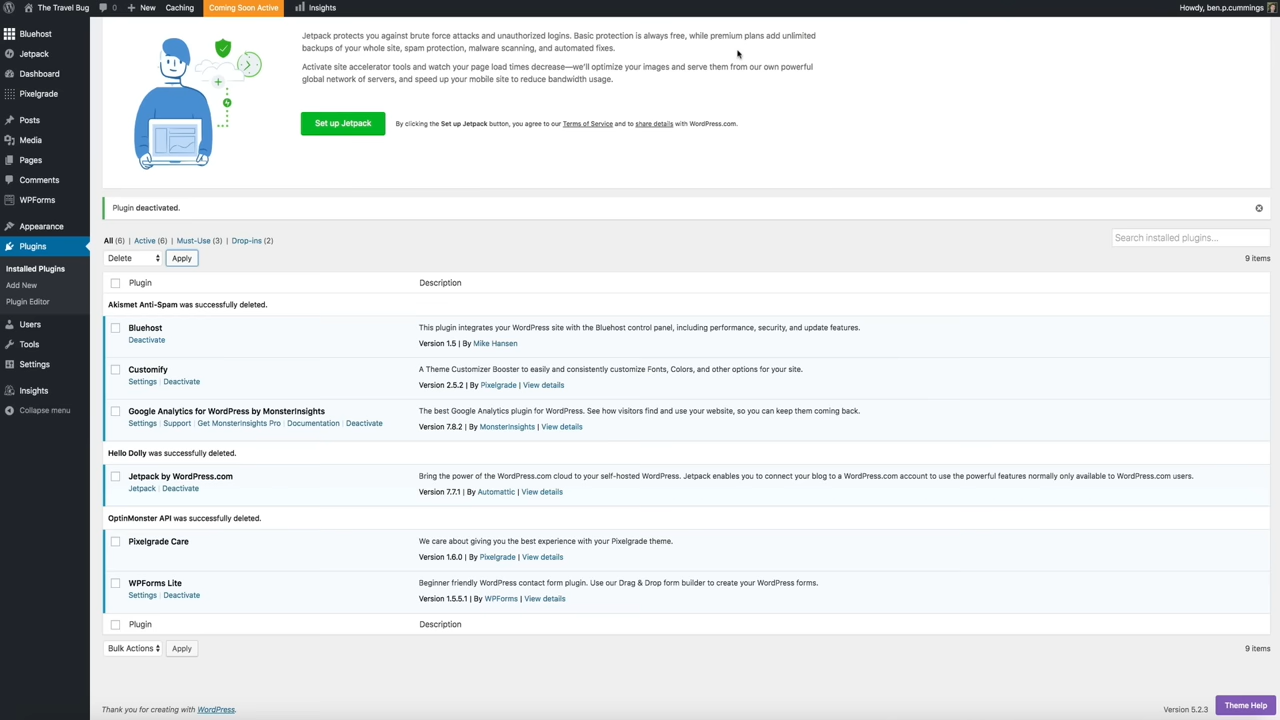 The Travel Bug 0 + New Caching Coming Soon Active Insights Howdy, ben.p.cummings
Bluehost
Jetpack
Dashboard
Pixelgrade
Posts
Media
Pages
Comments
WPForms
Appearance
Plugins
Installed Plugins
Add New
Plugin Editor
Users
Tools
Settings
Insights
Collapse menu
Jetpack protects you against brute force attacks and unauthorized logins. Basic protection is always free, while premium plans add unlimited
backups of your whole site, spam protection, malware scanning, and automated fixes.
Activate site accelerator tools and watch your page load times decrease—we'll optimize your images and serve them from our own powerful
global network of servers, and speed up your mobile site to reduce bandwidth usage.
Set up Jetpack By clicking the Set up Jetpack button, you agree to our Terms of Service and to share details with WordPress.com.
Plugin deactivated.
All (6) | Active (6) | Must-Use (3) | Drop-ins (2) Search installed plugins...
Delete Apply 9 items
Plugin Description
Akismet Anti-Spam was successfully deleted.
Bluehost This plugin integrates your WordPress site with the Bluehost control panel, including performance, security, and update features.
Deactivate Version 1.5 | By Mike Hansen
Customify A Theme Customizer Booster to easily and consistently customize Fonts, Colors, and other options for your site.
Settings | Deactivate Version 2.5.2 | By Pixelgrade | View details
Google Analytics for WordPress by MonsterInsights The best Google Analytics plugin for WordPress. See how visitors find and use your website, so you can keep them coming back.
Settings | Support | Get MonsterInsights Pro | Documentation | Deactivate Version 7.8.2 | By MonsterInsights | View details
Hello Dolly was successfully deleted.
Jetpack by WordPress.com Bring the power of the WordPress.com cloud to your self-hosted WordPress. Jetpack enables you to connect your blog to a WordPress.com account to use the powerful features normally only available to WordPress.com users.
Jetpack | Deactivate Version 7.7.1 | By Automattic | View details
OptinMonster API was successfully deleted.
Pixelgrade Care We care about giving you the best experience with your Pixelgrade theme.
Version 1.6.0 | By Pixelgrade | View details
WPForms Lite Beginner friendly WordPress contact form plugin. Use our Drag & Drop form builder to create your WordPress forms.
Settings | Deactivate Version 1.5.5.1 | By WPForms | View details
Plugin Description
Bulk Actions Apply 9 items
Thank you for creating with WordPress. Version 5.2.3 Theme Help